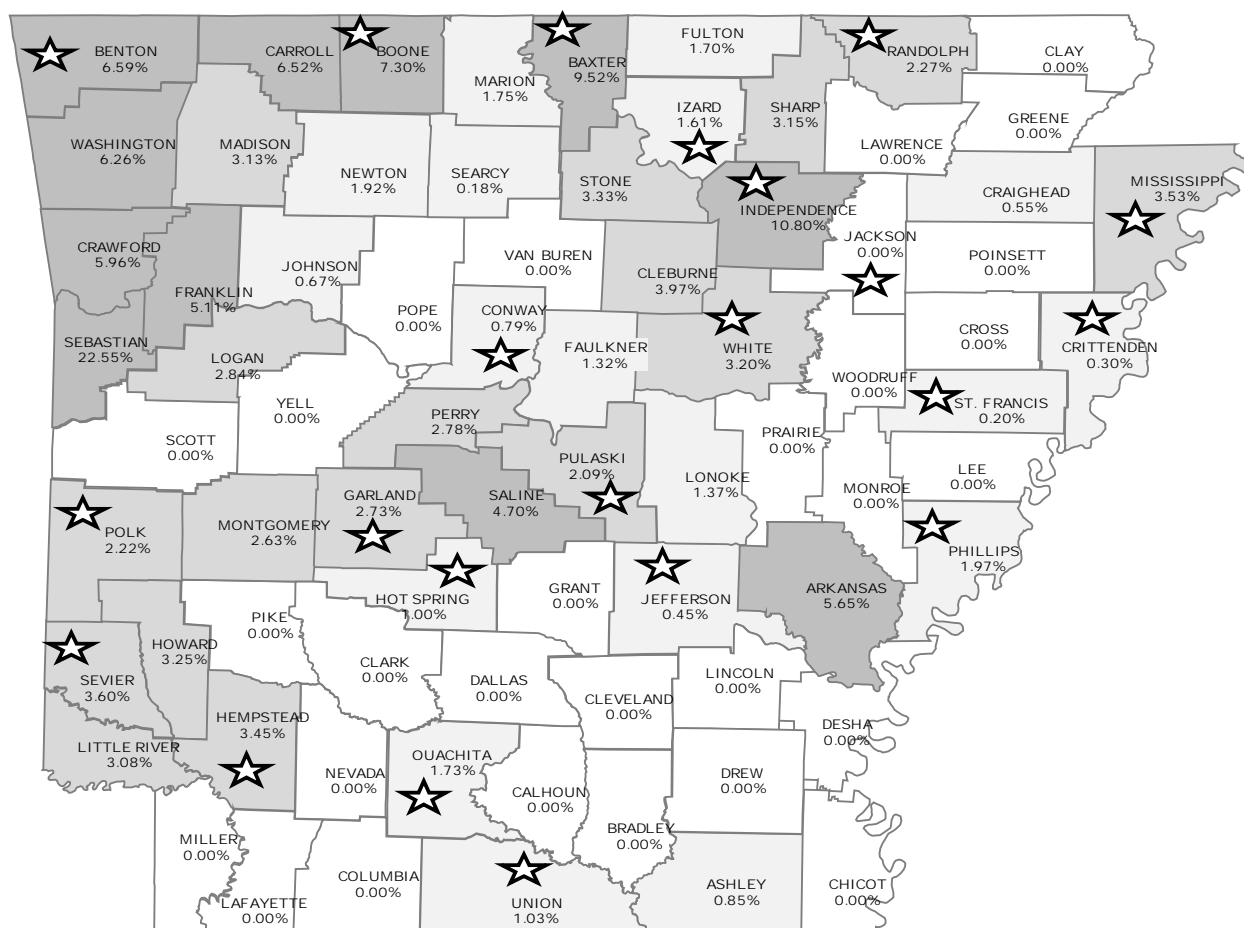 BENTON
6.59%
CARROLL
6.52%
BOONE
7.30%
MARION
1.75%
BAXTER
9.52%
FULTON
1.70%
RANDOLPH
2.27%
CLAY
0.00%
IZARD
1.61%
SHARP
3.15%
GREENE
0.00%
LAWRENCE
0.00%
WASHINGTON
6.26%
MADISON
3.13%
NEWTON
1.92%
SEARCY
0.18%
STONE
3.33%
INDEPENDENCE
10.80%
CRAIGHEAD
0.55%
MISSISSIPPI
3.53%
JACKSON
0.00%
POINSETT
0.00%
CRAWFORD
5.96%
FRANKLIN
5.11%
JOHNSON
0.67%
POPE
0.00%
VAN BUREN
0.00%
CLEBURNE
3.97%
CONWAY
0.79%
SEBASTIAN
22.55%
LOGAN
2.84%
FAULKNER
1.32%
WHITE
3.20%
CROSS
0.00%
CRITTENDEN
0.30%
WOODRUFF
0.00%
ST. FRANCIS
0.20%
YELL
0.00%
SCOTT
0.00%
PERRY
2.78%
PULASKI
2.09%
PRAIRIE
0.00%
LONOKE
1.37%
MONROE
0.00%
LEE
0.00%
POLK
2.22%
MONTGOMERY
2.63%
GARLAND
2.73%
SALINE
4.70%
PHILLIPS
1.97%
HOT SPRING
1.00%
GRANT
0.00%
JEFFERSON
0.45%
ARKANSAS
5.65%
PIKE
0.00%
HOWARD
3.25%
SEVIER
3.60%
CLARK
0.00%
DALLAS
0.00%
CLEVELAND
0.00%
LINCOLN
0.00%
DESHA
0.00%
HEMPSTEAD
3.45%
LITTLE RIVER
3.08%
NEVADA
0.00%
OUACHITA
1.73%
CALHOUN
0.00%
DREW
0.00%
BRADLEY
0.00%
MILLER
0.00%
LAFAYETTE
0.00%
COLUMBIA
0.00%
UNION
1.03%
ASHLEY
0.85%
CHICOT
0.00%